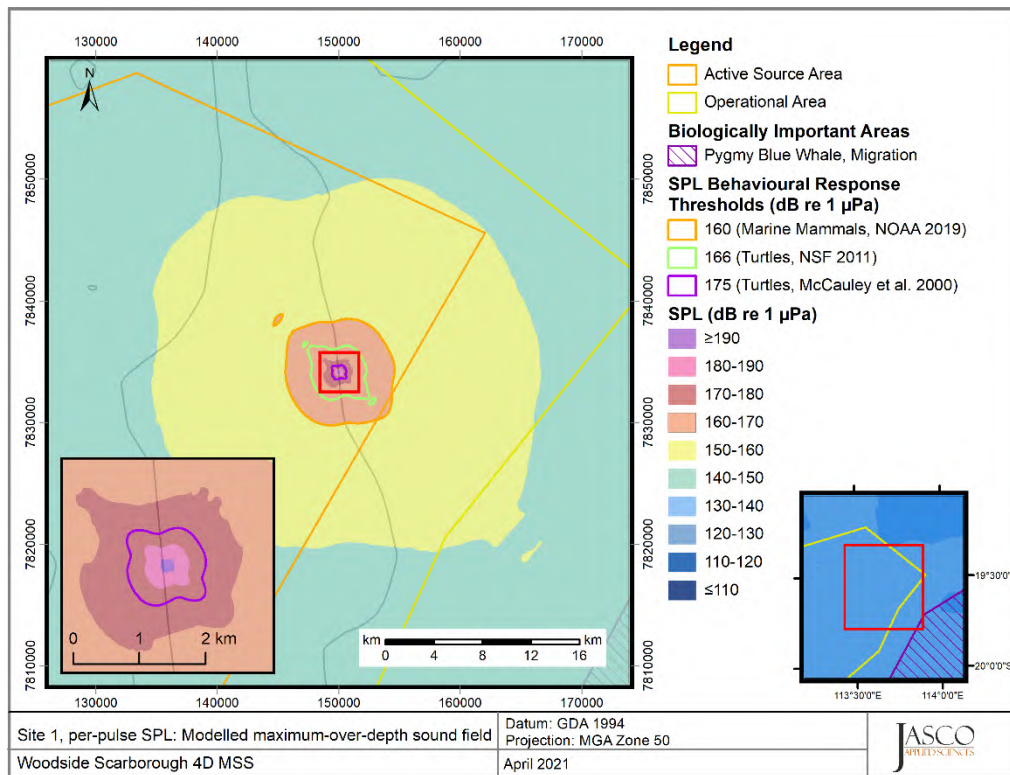 130000 140000 150000 160000 170000
N
7850000
7840000
7830000
7820000
7810000
7850000
7840000
7830000
7820000
7810000
0 1 2 km
km
0 4 8 12 16
130000 140000 150000 160000 170000
Legend
Active Source Area
Operational Area
Biologically Important Areas
Pygmy Blue Whale, Migration
SPL Behavioural Response
Thresholds (dB re 1 µPa)
160 (Marine Mammals, NOAA 2019)
166 (Turtles, NSF 2011)
175 (Turtles, McCauley et al. 2000)
SPL (dB re 1 µPa)
≥190
180-190
170-180
160-170
150-160
140-150
130-140
120-130
110-120
≤110
19°30'0"S
20°0'0"S
113°30'0"E 114°0'0"E
Site 1, per-pulse SPL: Modelled maximum-over-depth sound field
Woodside Scarborough 4D MSS
Datum: GDA 1994
Projection: MGA Zone 50
April 2021
JASCO
APPLIED SCIENCES